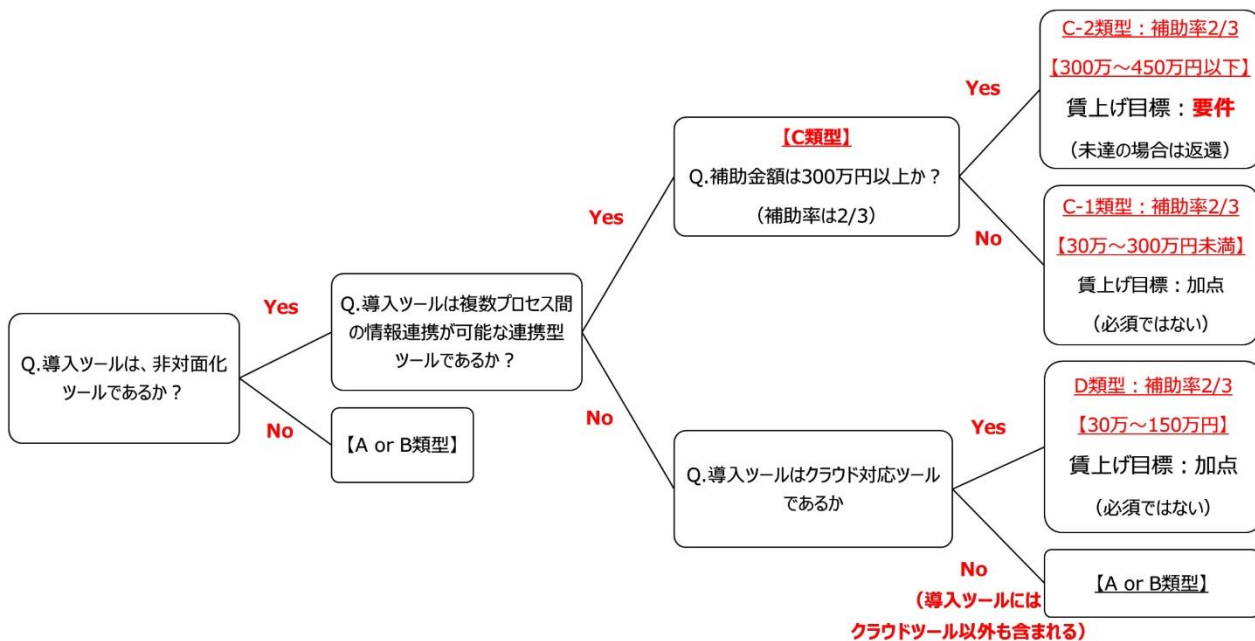 Q.導入ツールは、非対面化
ツールであるか？
Yes
No
Q.導入ツールは複数プロセス間
の情報連携が可能な連携型
ツールであるか？
【A or B類型】
Yes
No
【C類型】
Q.補助金額は300万円以上か？
（補助率は2/3）
Yes
No
C-2類型：補助率2/3
【300万～450万円以下】
賃上げ目標：要件
（未達の場合は返還）
C-1類型：補助率2/3
【30万～300万円未満】
賃上げ目標：加点
（必須ではない）
Q.導入ツールはクラウド対応ツール
であるか
Yes
No
（導入ツールには
クラウドツール以外も含まれる）
D類型：補助率2/3
【30万～150万円】
賃上げ目標：加点
（必須ではない）
【A or B類型】